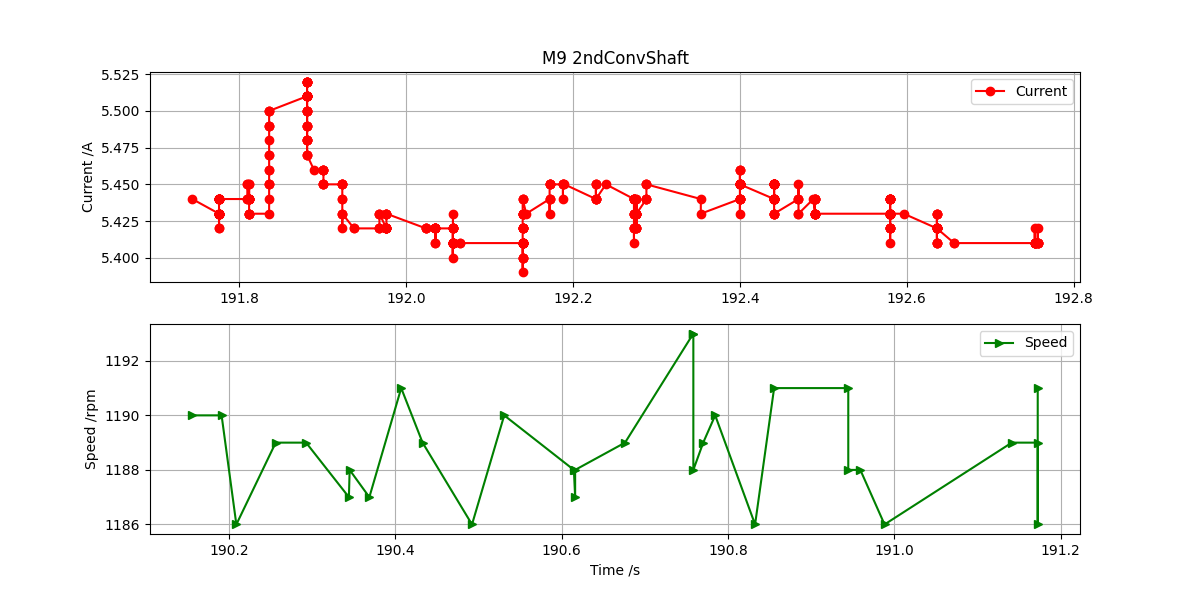 M9 2ndConvShaft
5.525
5.500
5.475
5.450
5.425
5.400
Current /A
Current
191.8 192.0 192.2 192.4 192.6 192.8
1192
1190
1188
1186
Speed /rpm
Speed
190.2 190.4 190.6 190.8 191.0 191.2
Time /s